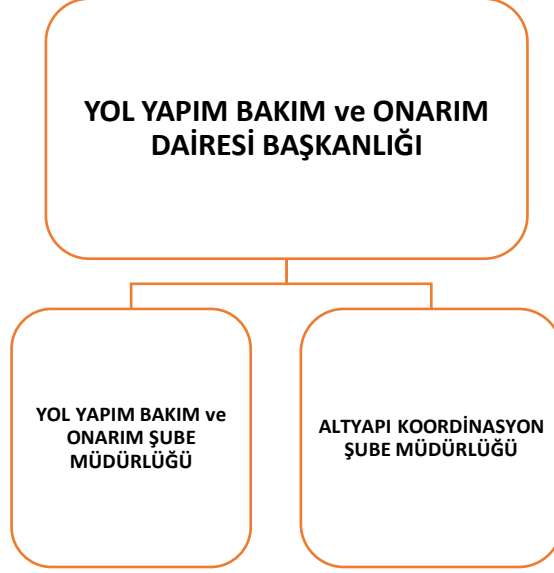 YOL YAPIM BAKIM ve ONARIM
DAİRESİ BAŞKANLIĞI
YOL YAPIM BAKIM ve
ONARIM ŞUBE
MÜDÜRLÜĞÜ
ALTYAPI KOORDİNASYON
ŞUBE MÜDÜRLÜĞÜ